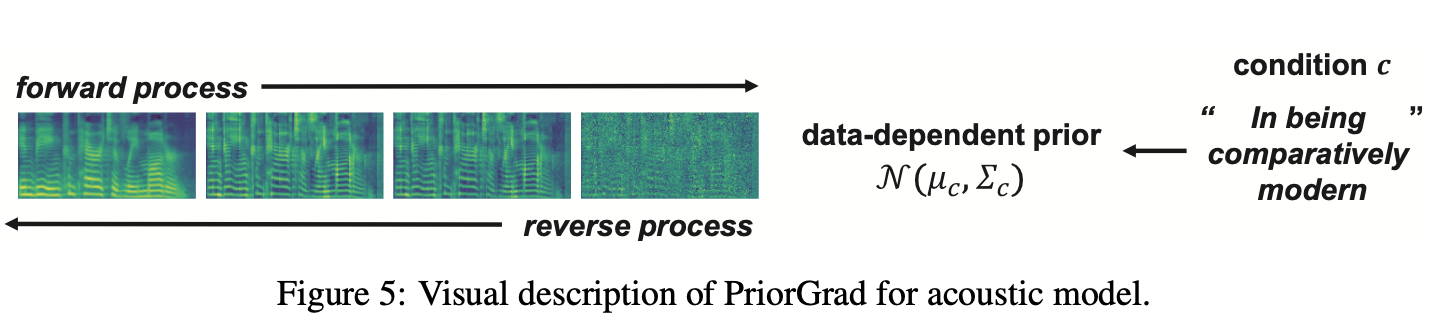 forward process
reverse process
data-dependent prior
𝒩(μ_c, Σ_c)
condition c
“ In being ”
comparatively
modern
Figure 5: Visual description of PriorGrad for acoustic model.